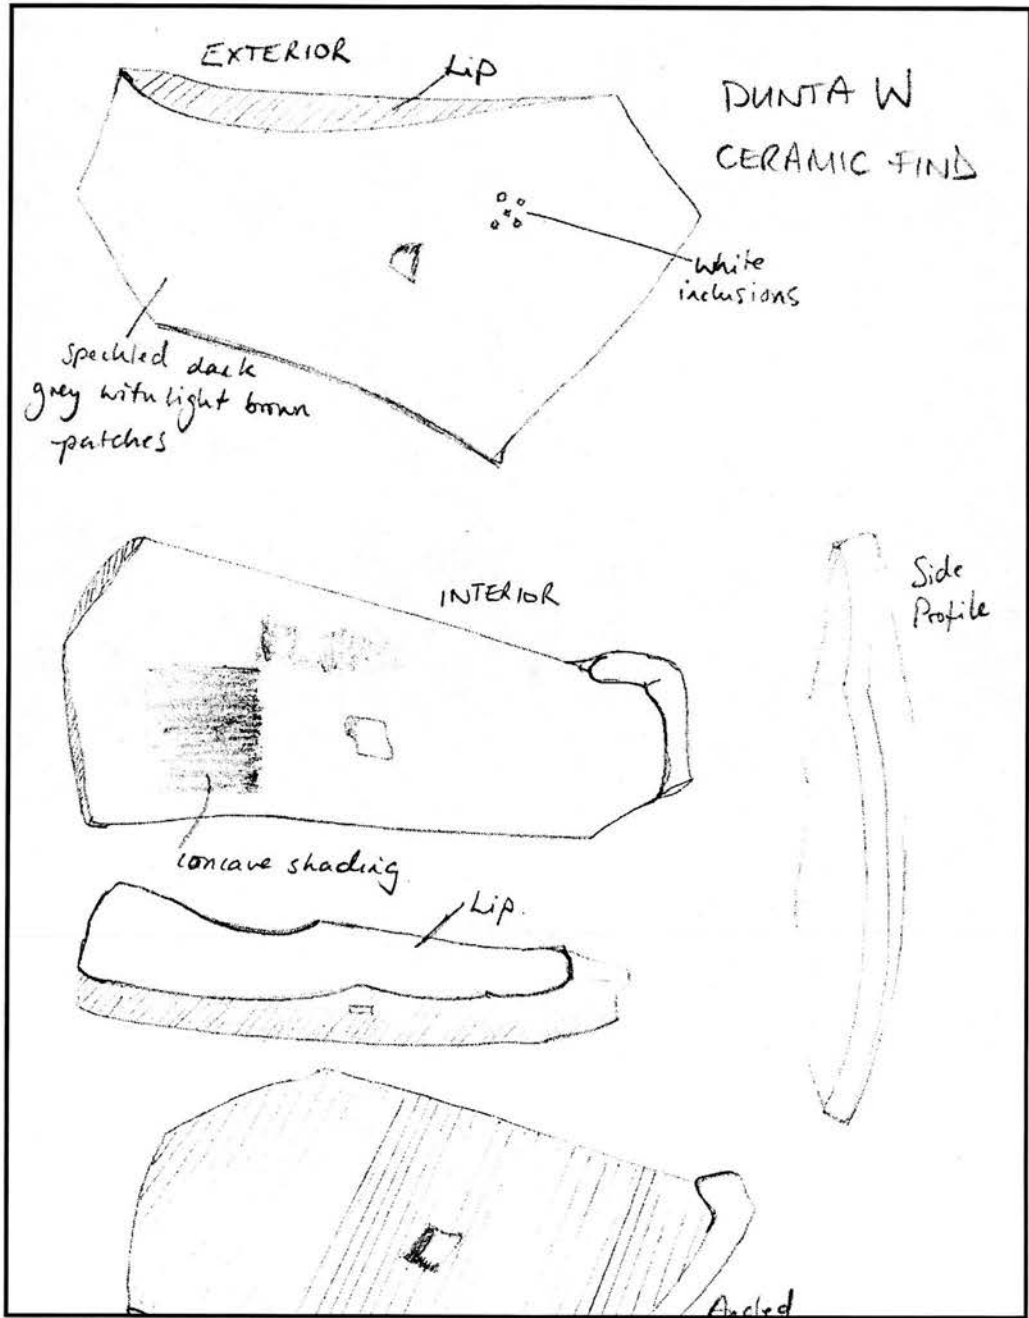 EXTERIOR
Lip
DUNTA W
CERAMIC FIND
white
inclusions
speckled dark
grey with light brown
patches
INTERIOR
Side
Profile
concave shading
Lip.
Angled